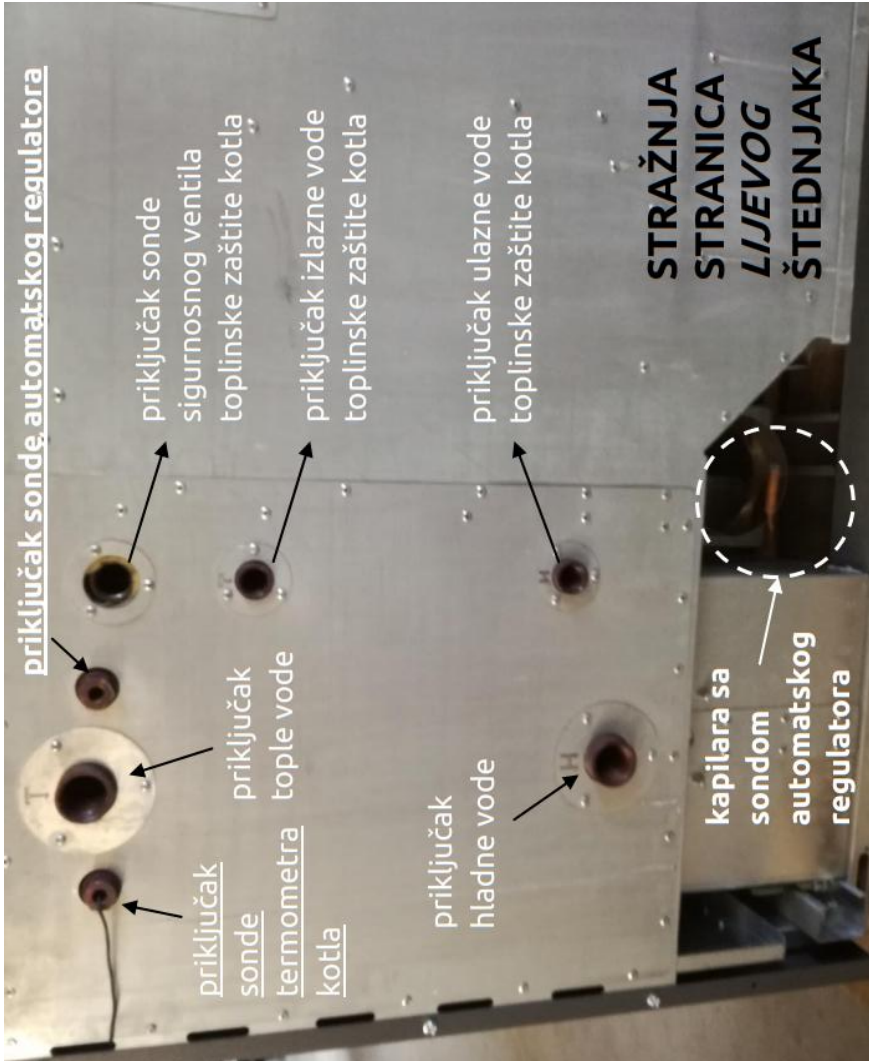 priključak sonde automatskog regulatora
priključak sonde
sigurnosnog ventila
toplinske zaštite kotla
priključak izlazne vode
toplinske zaštite kotla
priključak ulazne vode
toplinske zaštite kotla
STRAŽNJA
STRANICA
LIJEVOG
ŠTEDNJAKA
T
priključak
tople vode
priključak
sonde
termometra
kotla
T
H
H
priključak
hladne vode
kapilara sa
sondom
automatskog
regulatora